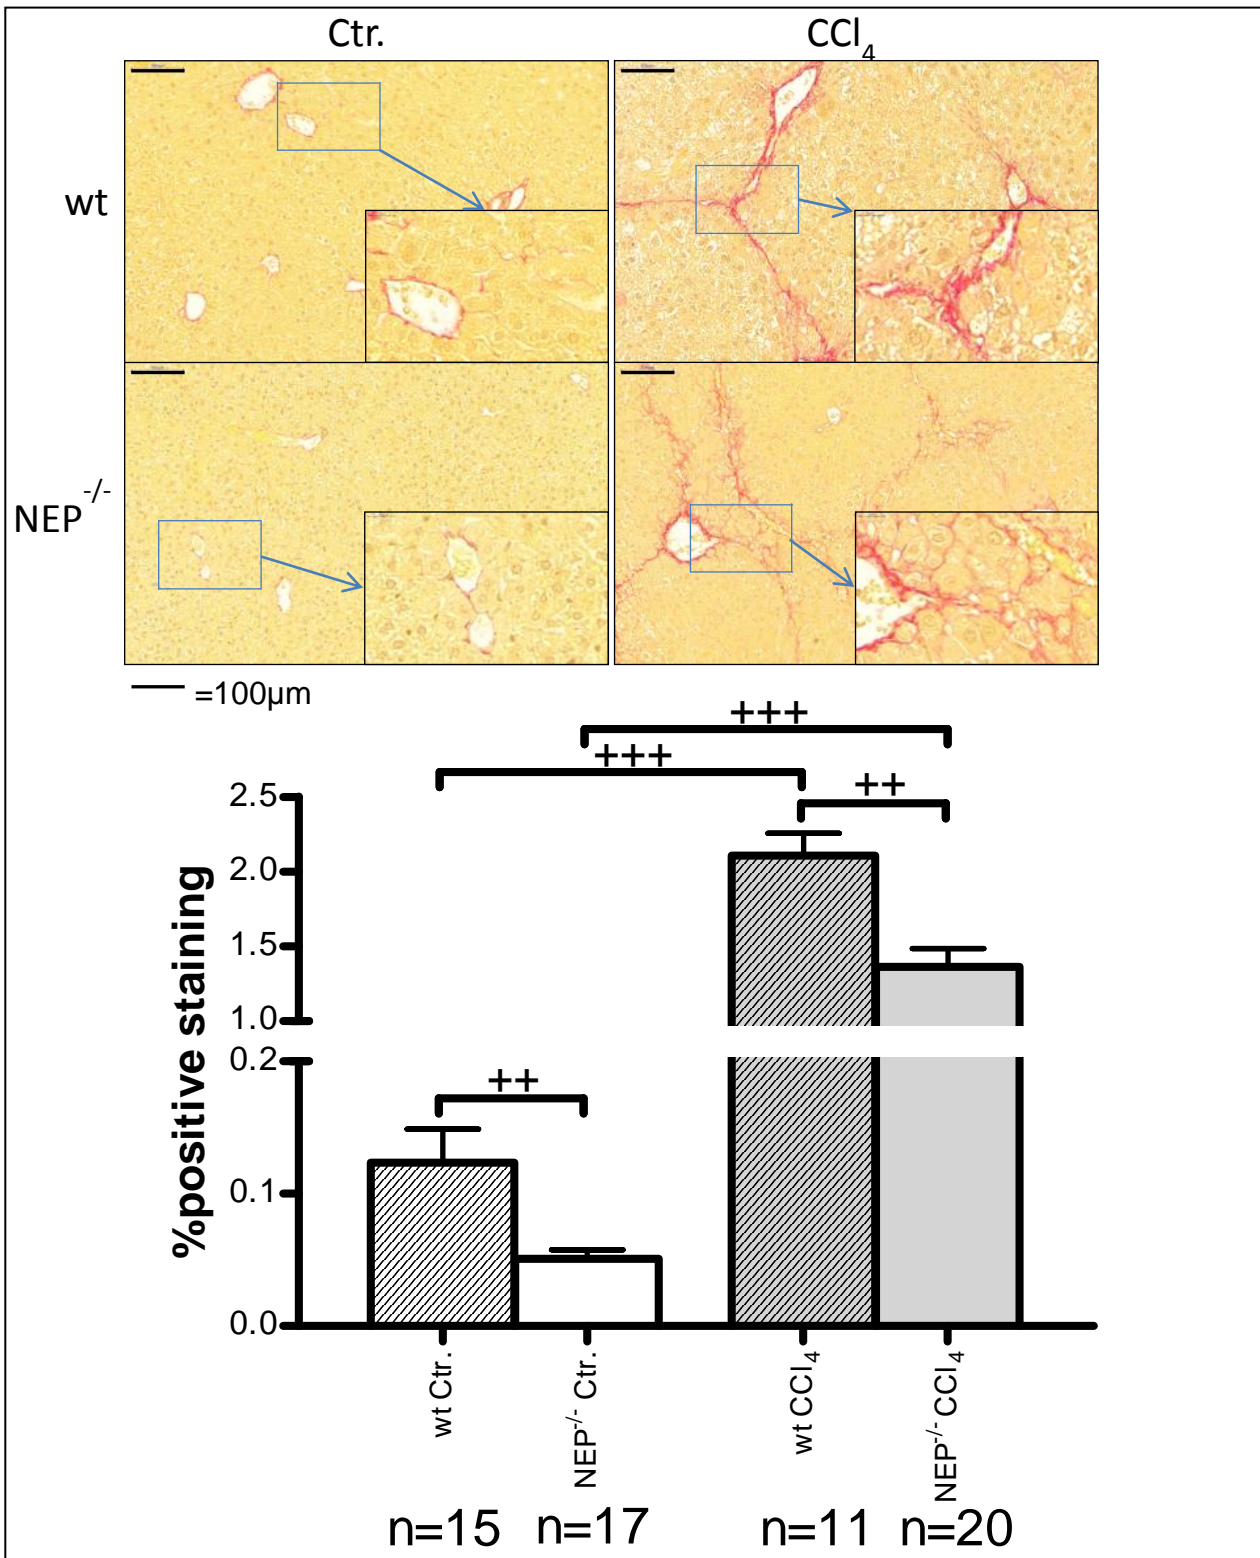 Ctr.
CCl4
wt
NEP-/-
=100µm
+++
+++
++
2.5
2.0
1.5
1.0
0.2
++
0.1
0.0
%positive staining
wt Ctr.
NEP-/- Ctr.
wt CCl4
NEP-/- CCl4
n=15 n=17 n=11 n=20